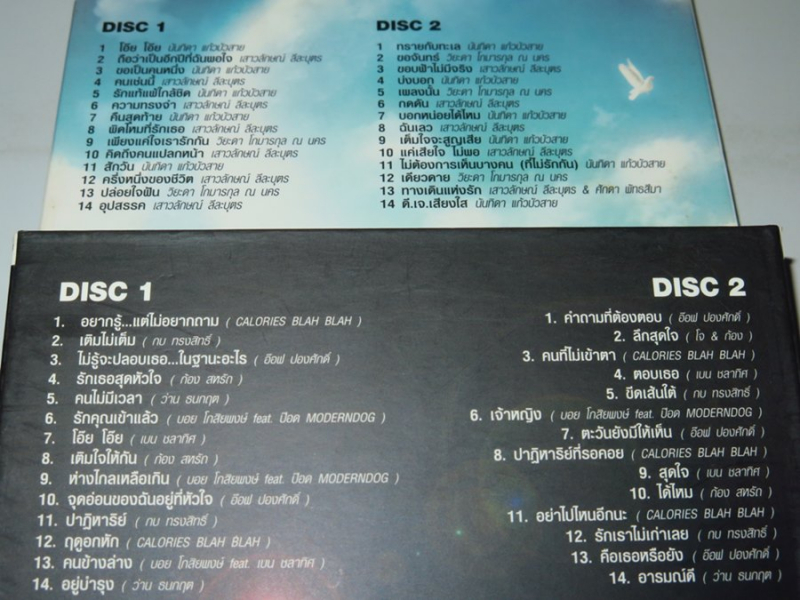 DISC 1
1 โอ๊ย โอ๊ย นันทิดา แก้วบัวสาย
2 ถือว่าเป็นอีกปีที่ฉันพอใจ เสาวลักษณ์ ลีละบุตร
3 ขอเป็นคนหนึ่ง นันทิดา แก้วบัวสาย
4 คนเช่นนี้ เสาวลักษณ์ ลีละบุตร
5 รักแท้แพ้ใกล้ชิด นันทิดา แก้วบัวสาย
6 ความทรงจำ เสาวลักษณ์ ลีละบุตร
7 คืนสุดท้าย นันทิดา แก้วบัวสาย
8 ผิดไหมที่รักเธอ เสาวลักษณ์ ลีละบุตร
9 เพียงแค่ใจเรารักกัน วิยะดา โกมารกุล ณ นคร
10 คิดถึงคนแปลกหน้า เสาวลักษณ์ ลีละบุตร
11 สักวัน นันทิดา แก้วบัวสาย
12 ครึ่งหนึ่งของชีวิต เสาวลักษณ์ ลีละบุตร
13 ปล่อยใจฝัน วิยะดา โกมารกุล ณ นคร
14 อุปสรรค เสาวลักษณ์ ลีละบุตร
DISC 2
1 ทรายกับทะเล นันทิดา แก้วบัวสาย
2 ขอจันทร์ วิยะดา โกมารกุล ณ นคร
3 ขอบฟ้าไม่มีจริง เสาวลักษณ์ ลีละบุตร
4 บ่งบอก นันทิดา แก้วบัวสาย
5 เพลงนั้น วิยะดา โกมารกุล ณ นคร
6 กดดัน เสาวลักษณ์ ลีละบุตร
7 บอกหน่อยได้ไหม นันทิดา แก้วบัวสาย
8 ฉันเลว เสาวลักษณ์ ลีละบุตร
9 เต็มใจจะสูญเสีย นันทิดา แก้วบัวสาย
10 แค่เสียใจ ไม่พอ เสาวลักษณ์ ลีละบุตร
11 ไม่ต้องการเห็นบางคน (ที่ไม่รักกัน) นันทิดา แก้วบัวสาย
12 เดียวดาย วิยะดา โกมารกุล ณ นคร
13 ทางเดินแห่งรัก เสาวลักษณ์ ลีละบุตร & ศักดา พัทธสีมา
14 ดี.เจ.เสียงใส นันทิดา แก้วบัวสาย
DISC 1
1. อยากรู้...แต่ไม่อยากถาม ( CALORIES BLAH BLAH )
2. เติมไม่เต็ม ( กบ ทรงสิทธิ์ )
3. ไม่รู้จะปลอบเธอ...ในฐานะอะไร ( อ๊อฟ ปองศักดิ์ )
4. รักเธอสุดหัวใจ ( ก้อง สหรัถ )
5. คนไม่มีเวลา ( ว่าน ธนกฤต )
6. รักคุณเข้าแล้ว ( บอย โกสิยพงษ์ feat. ป๊อด MODERNDOG )
7. โอ๊ย โอ๊ย ( เบน ชลาทิศ )
8. เติมใจให้กัน ( ก้อง สหรัถ )
9. ห่างไกลเหลือเกิน ( บอย โกสิยพงษ์ feat. ป๊อด MODERNDOG )
10. จุดอ่อนของฉันอยู่ที่หัวใจ ( อ๊อฟ ปองศักดิ์ )
11. ปาฏิหาริย์ ( กบ ทรงสิทธิ์ )
12. ฤดูอกหัก ( CALORIES BLAH BLAH )
13. คนข้างล่าง ( บอย โกสิยพงษ์ feat. เบน ชลาทิศ )
14. อยู่บำรุง ( ว่าน ธนกฤต )
DISC 2
1. คำถามที่ต้องตอบ ( อ๊อฟ ปองศักดิ์ )
2. ลึกสุดใจ ( โจ & ก้อง )
3. คนที่ไม่เข้าตา ( CALORIES BLAH BLAH )
4. ตอบเธอ ( เบน ชลาทิศ )
5. ขีดเส้นใต้ ( กบ ทรงสิทธิ์ )
6. เจ้าหญิง ( บอย โกสิยพงษ์ feat. ป๊อด MODERNDOG )
7. ตะวันยังมีให้เห็น ( อ๊อฟ ปองศักดิ์ )
8. ปาฏิหาริย์ที่รอคอย ( CALORIES BLAH BLAH )
9. สุดใจ ( เบน ชลาทิศ )
10. ได้ไหม ( ก้อง สหรัถ )
11. อย่าไปไหนอีกนะ ( CALORIES BLAH BLAH )
12. รักเราไม่เก่าเลย ( กบ ทรงสิทธิ์ )
13. คือเธอหรือยัง ( อ๊อฟ ปองศักดิ์ )
14. อารมณ์ดี ( ว่าน ธนกฤต )